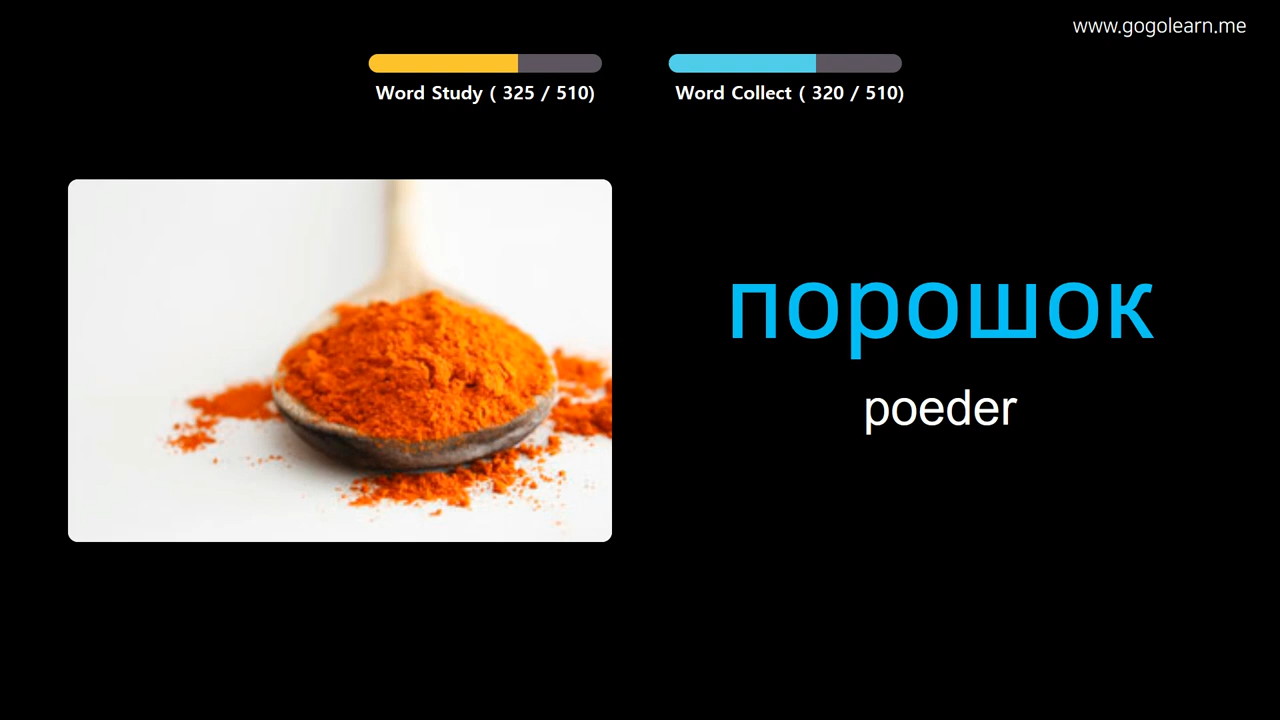 www.gogolearn.me
Word Study ( 325 / 510)
Word Collect ( 320 / 510)
порошок
poeder